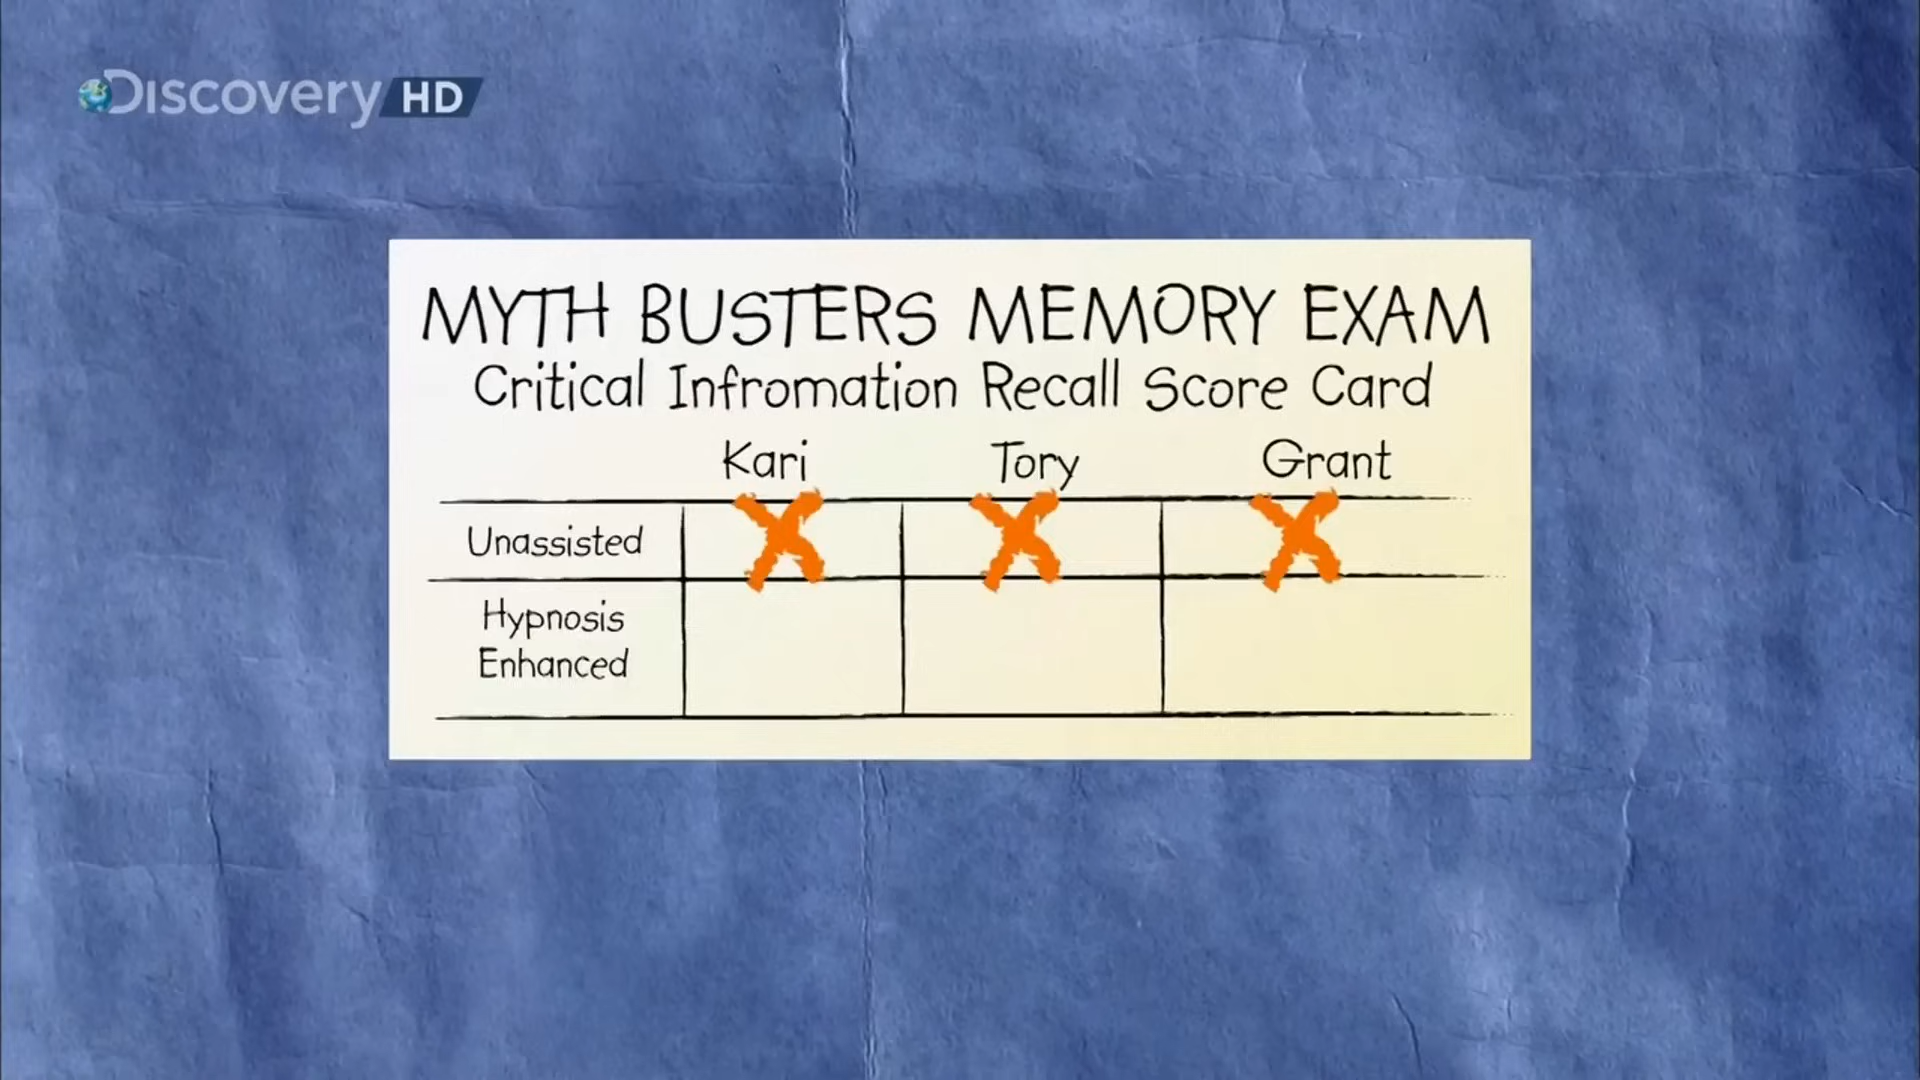 Discovery HD
MYTH BUSTERS MEMORY EXAM
Critical Infromation Recall Score Card
Kari Tory Grant
Unassisted X X X
Hypnosis
Enhanced